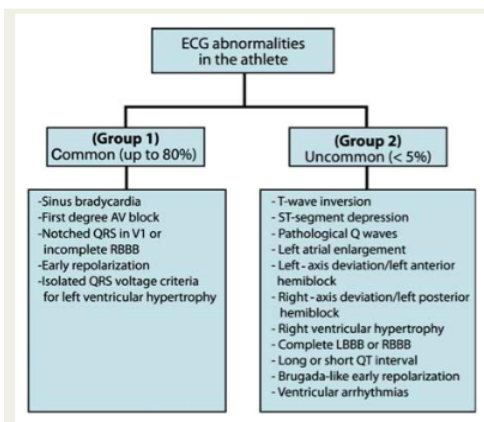 ECG abnormalities
in the athlete
(Group 1)
Common (up to 80%)
-Sinus bradycardia
-First degree AV block
-Notched QRS in V1 or
incomplete RBBB
-Early repolarization
-Isolated QRS voltage criteria
for left ventricular hypertrophy
(Group 2)
Uncommon (< 5%)
- T-wave inversion
- ST-segment depression
- Pathological Q waves
- Left atrial enlargement
- Left-axis deviation/left anterior
hemiblock
- Right-axis deviation/left posterior
hemiblock
- Right ventricular hypertrophy
- Complete LBBB or RBBB
- Long or short QT interval
- Brugada-like early repolarization
- Ventricular arrhythmias